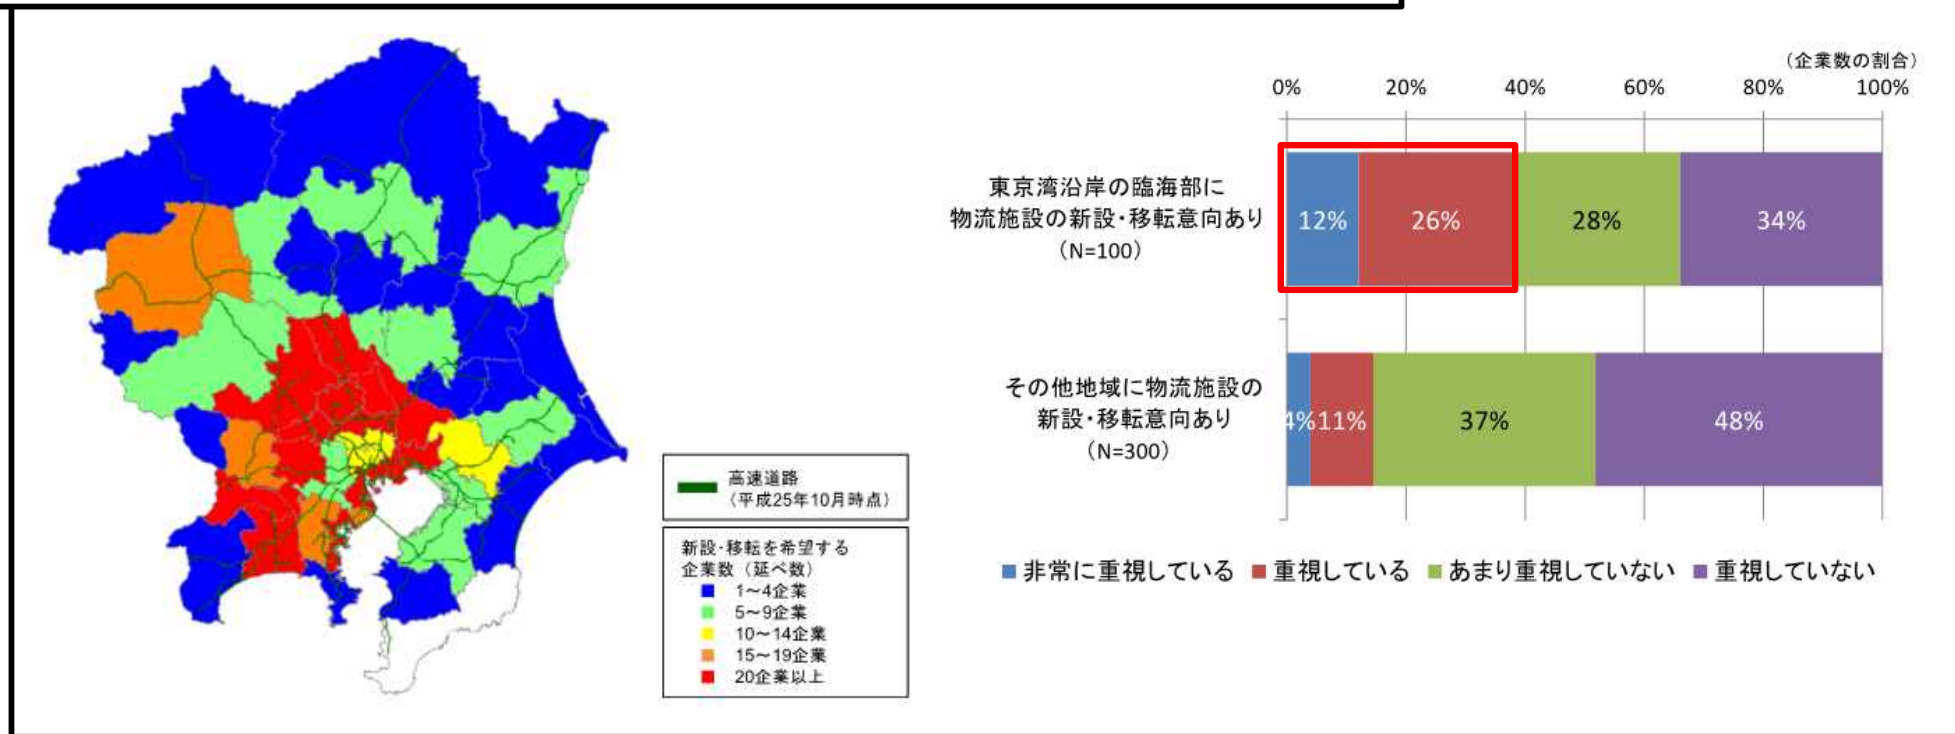 高速道路
（平成25年10月時点）
新設･移転を希望する
企業数（延べ数）
1～4企業
5～9企業
10～14企業
15～19企業
20企業以上
（企業数の割合）
0% 20% 40% 60% 80% 100%
東京湾沿岸の臨海部に
物流施設の新設･移転意向あり
（N=100）
12% 26% 28% 34%
その他地域に物流施設の
新設･移転意向あり
（N=300）
4% 11% 37% 48%
非常に重視している 重視している あまり重視していない 重視していない